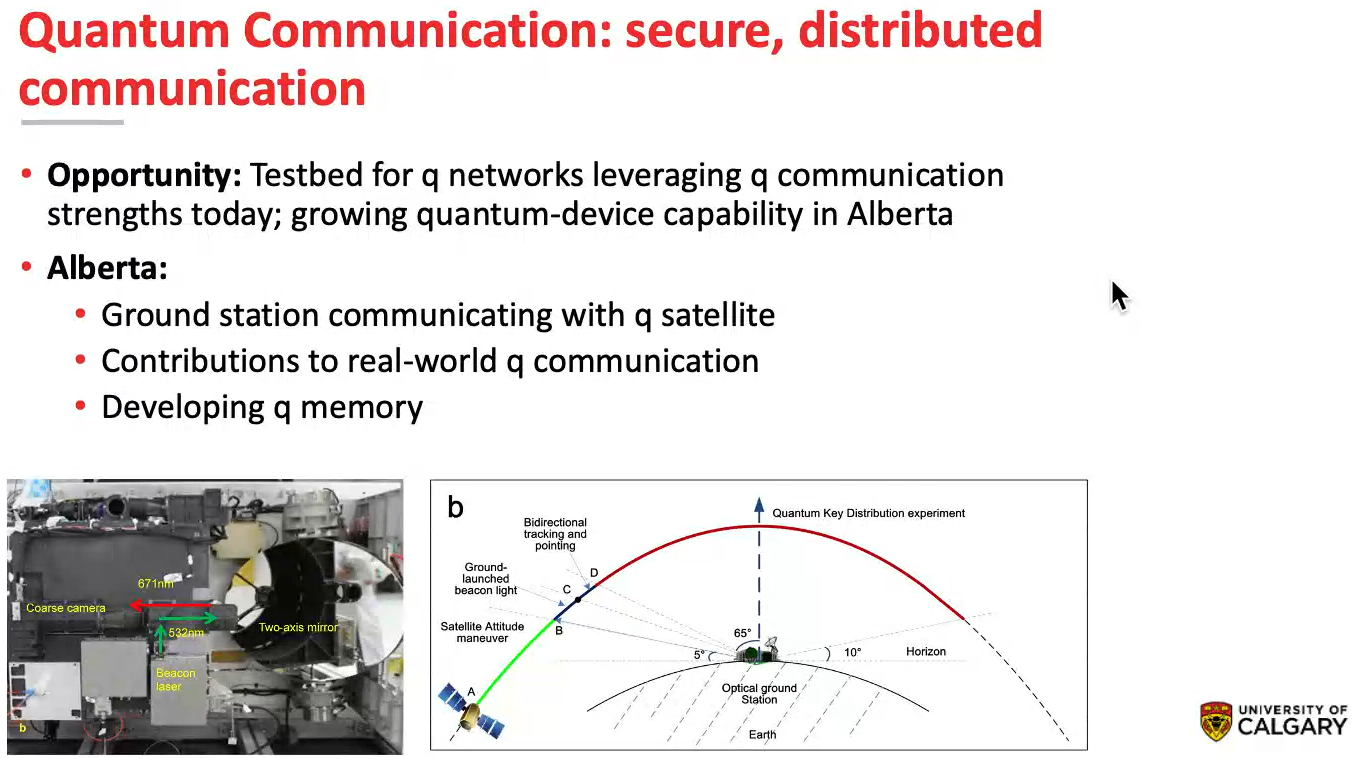 Quantum Communication: secure, distributed
communication
• Opportunity: Testbed for q networks leveraging q communication
strengths today; growing quantum-device capability in Alberta
• Alberta:
• Ground station communicating with q satellite
• Contributions to real-world q communication
• Developing q memory
671nm
Coarse camera
532nm
Two-axis mirror
Beacon
laser
b
b
Quantum Key Distribution experiment
Bidirectional
tracking and
pointing
Ground-
launched
beacon light
D
C
B
Satellite Attitude
maneuver
A
65°
5°
10°
Horizon
Optical ground
Station
Earth
UNIVERSITY OF
CALGARY